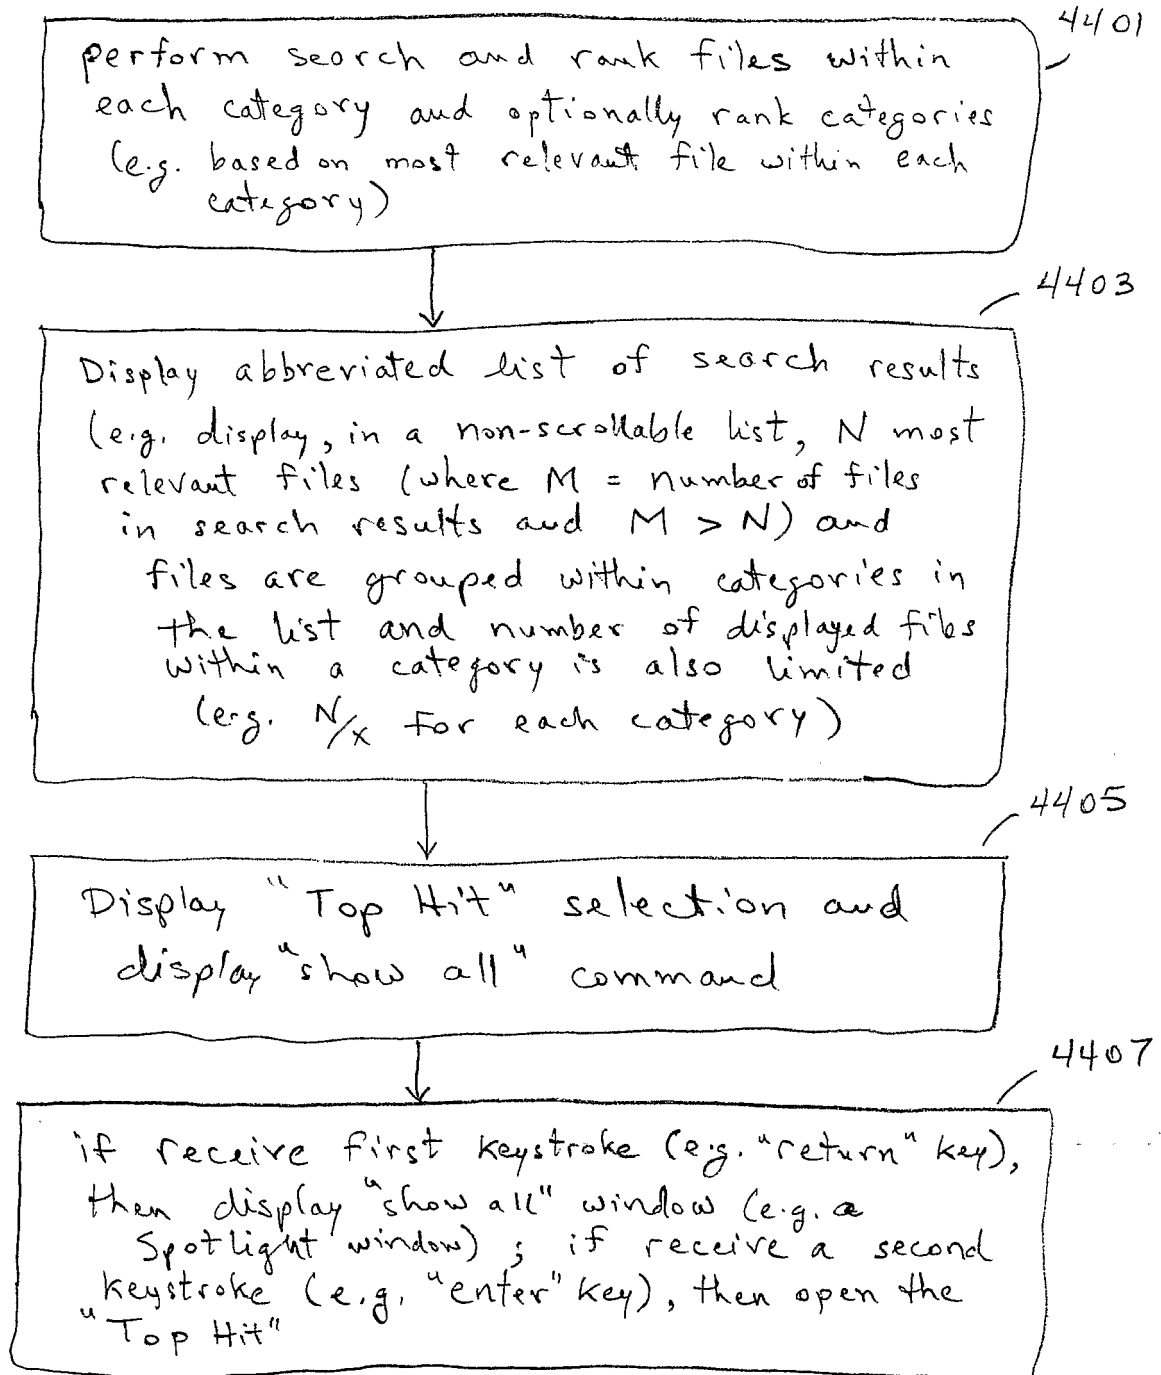 4401
perform search and rank files within
each category and optionally rank categories
(e.g. based on most relevant file within each
category)
4403
Display abbreviated list of search results
(e.g. display, in a non-scrollable list, N most
relevant files (where M = number of files
in search results and M > N) and
files are grouped within categories in
the list and number of displayed files
within a category is also limited
(e.g. N/x for each category)
4405
Display "Top Hit" selection and
display "show all" command
4407
if receive first keystroke (e.g. "return" key),
then display "show all" window (e.g. a
Spotlight window) ; if receive a second
keystroke (e.g. "enter" key), then open the
"Top Hit"